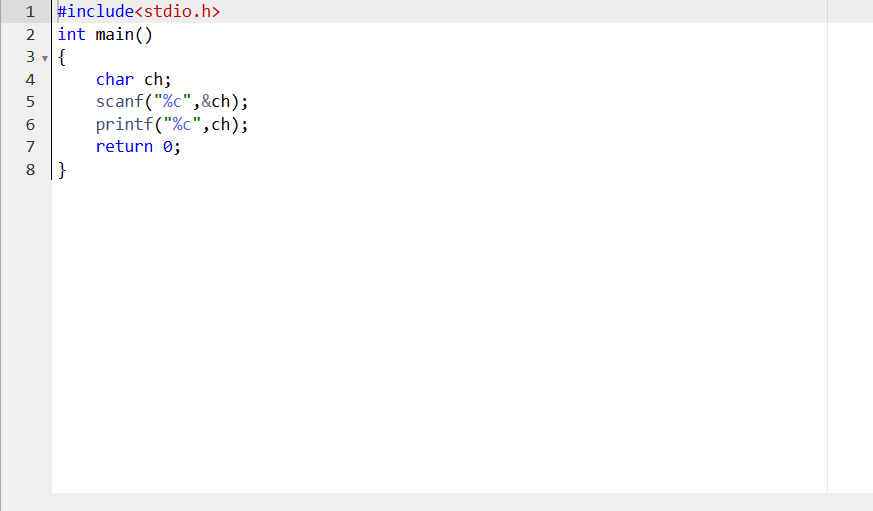 1 #include<stdio.h>
2 int main()
3 {
4     char ch;
5     scanf("%c",&ch);
6     printf("%c",ch);
7     return 0;
8 }